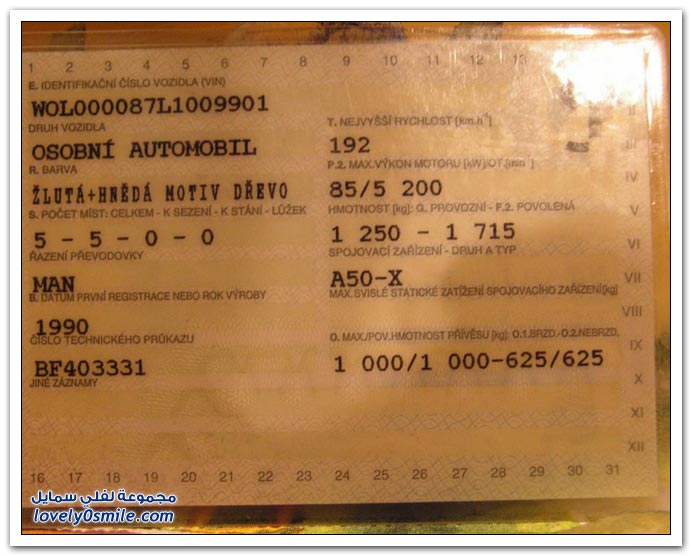 1 2 3 4 5 6 7 8 9 10 11 12 13
E. IDENTIFIKAČNÍ ČÍSLO VOZIDLA (VIN)
WOL000087L1009901
DRUH VOZIDLA
OSOBNÍ AUTOMOBIL
R. BARVA
ŽLUTÁ+HNĚDÁ MOTIV DŘEVO
S. POČET MÍST: CELKEM - K SEZENÍ - K STÁNÍ - LŮŽEK
5 - 5 - 0 - 0
ŘAZENÍ PŘEVODOVKY
MAN
B. DATUM PRVNÍ REGISTRACE NEBO ROK VÝROBY
1990
ČÍSLO TECHNICKÉHO PRŮKAZU
BF403331
JINÉ ZÁZNAMY
T. NEJVYŠŠÍ RYCHLOST [km.h⁻¹]
192
P.2. MAX.VÝKON MOTORU [kW]/OT.[min⁻¹]
85/5 200
HMOTNOST [kg]: G. PROVOZNÍ - F.2. POVOLENÁ
1 250 - 1 715
SPOJOVACÍ ZAŘÍZENÍ - DRUH A TYP
A50-X
MAX.SVISLÉ STATICKÉ ZATÍŽENÍ SPOJOVACÍHO ZAŘÍZENÍ[kg]
O. MAX./POV.HMOTNOST PŘÍVĚSU [kg]: O.1.BRZD.-O.2.NEBRZD.
1 000/1 000-625/625
III
IV
V
VI
VII
VIII
IX
X
XI
XII
16 17 18 19 20 21 22 23 24 25 26 27 28 29 30 31
مجموعة لفلي سمايل
lovely0smile.com